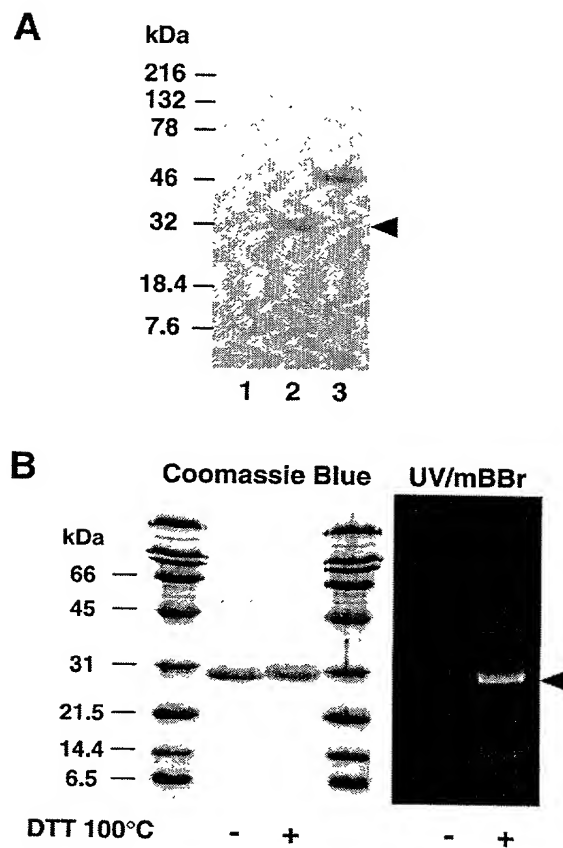 A
kDa
216
132
78
46
32
18.4
7.6
1 2 3
B
Coomassie Blue UV/mBBr
kDa
66
45
31
21.5
14.4
6.5
DTT 100°C - + - +